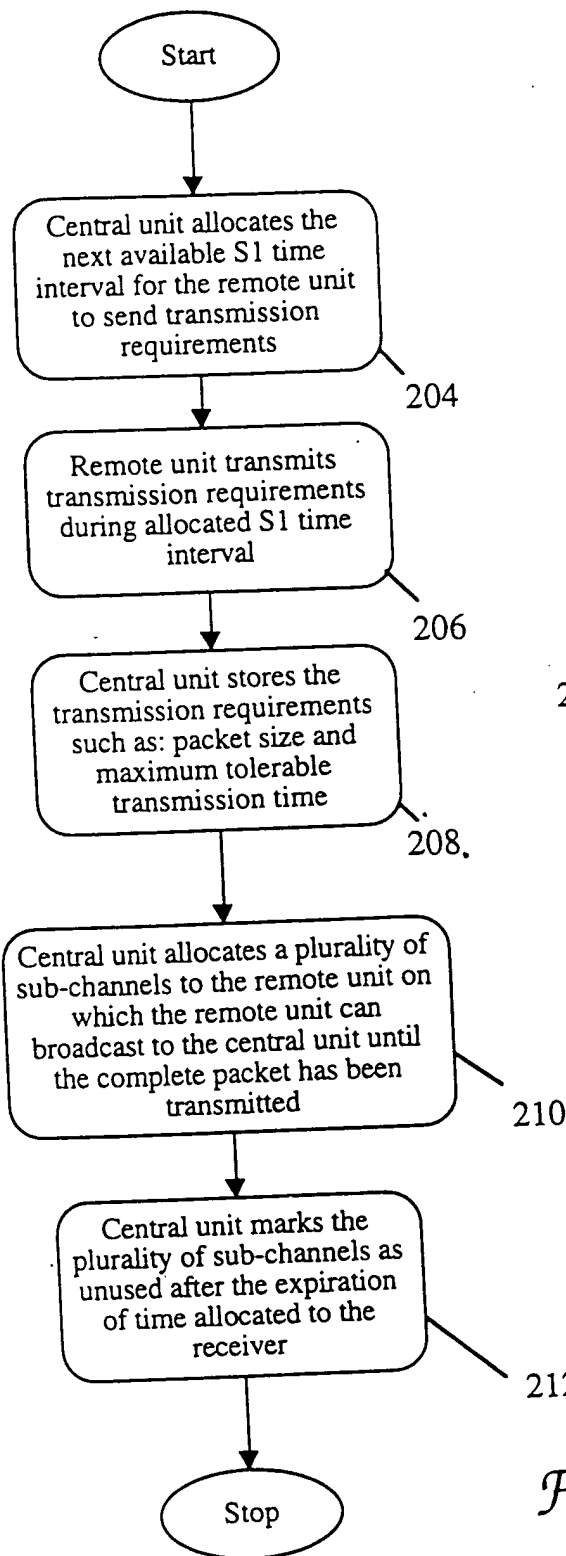 Start
Central unit allocates the
next available S1 time
interval for the remote unit
to send transmission
requirements
204
Remote unit transmits
transmission requirements
during allocated S1 time
interval
206
Central unit stores the
transmission requirements
such as: packet size and
maximum tolerable
transmission time
208
Central unit allocates a plurality of
sub-channels to the remote unit on
which the remote unit can
broadcast to the central unit until
the complete packet has been
transmitted
210
Central unit marks the
plurality of sub-channels as
unused after the expiration
of time allocated to the
receiver
212
Stop